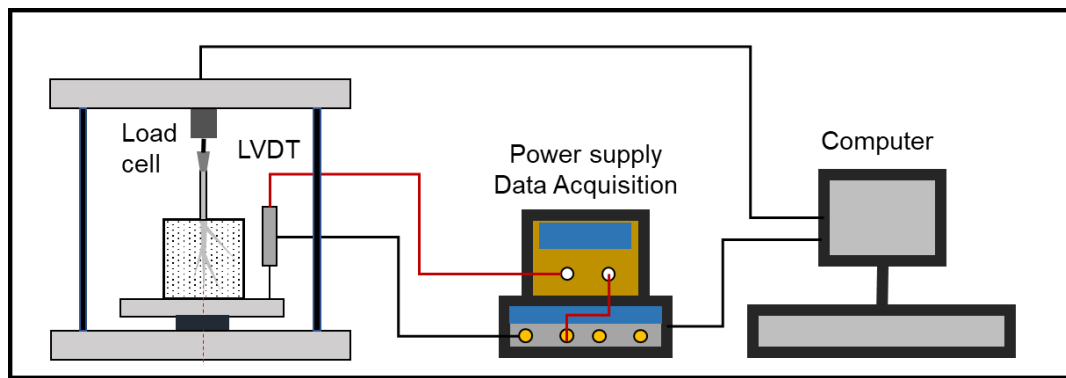 Load
cell
LVDT
Power supply
Data Acquisition
Computer